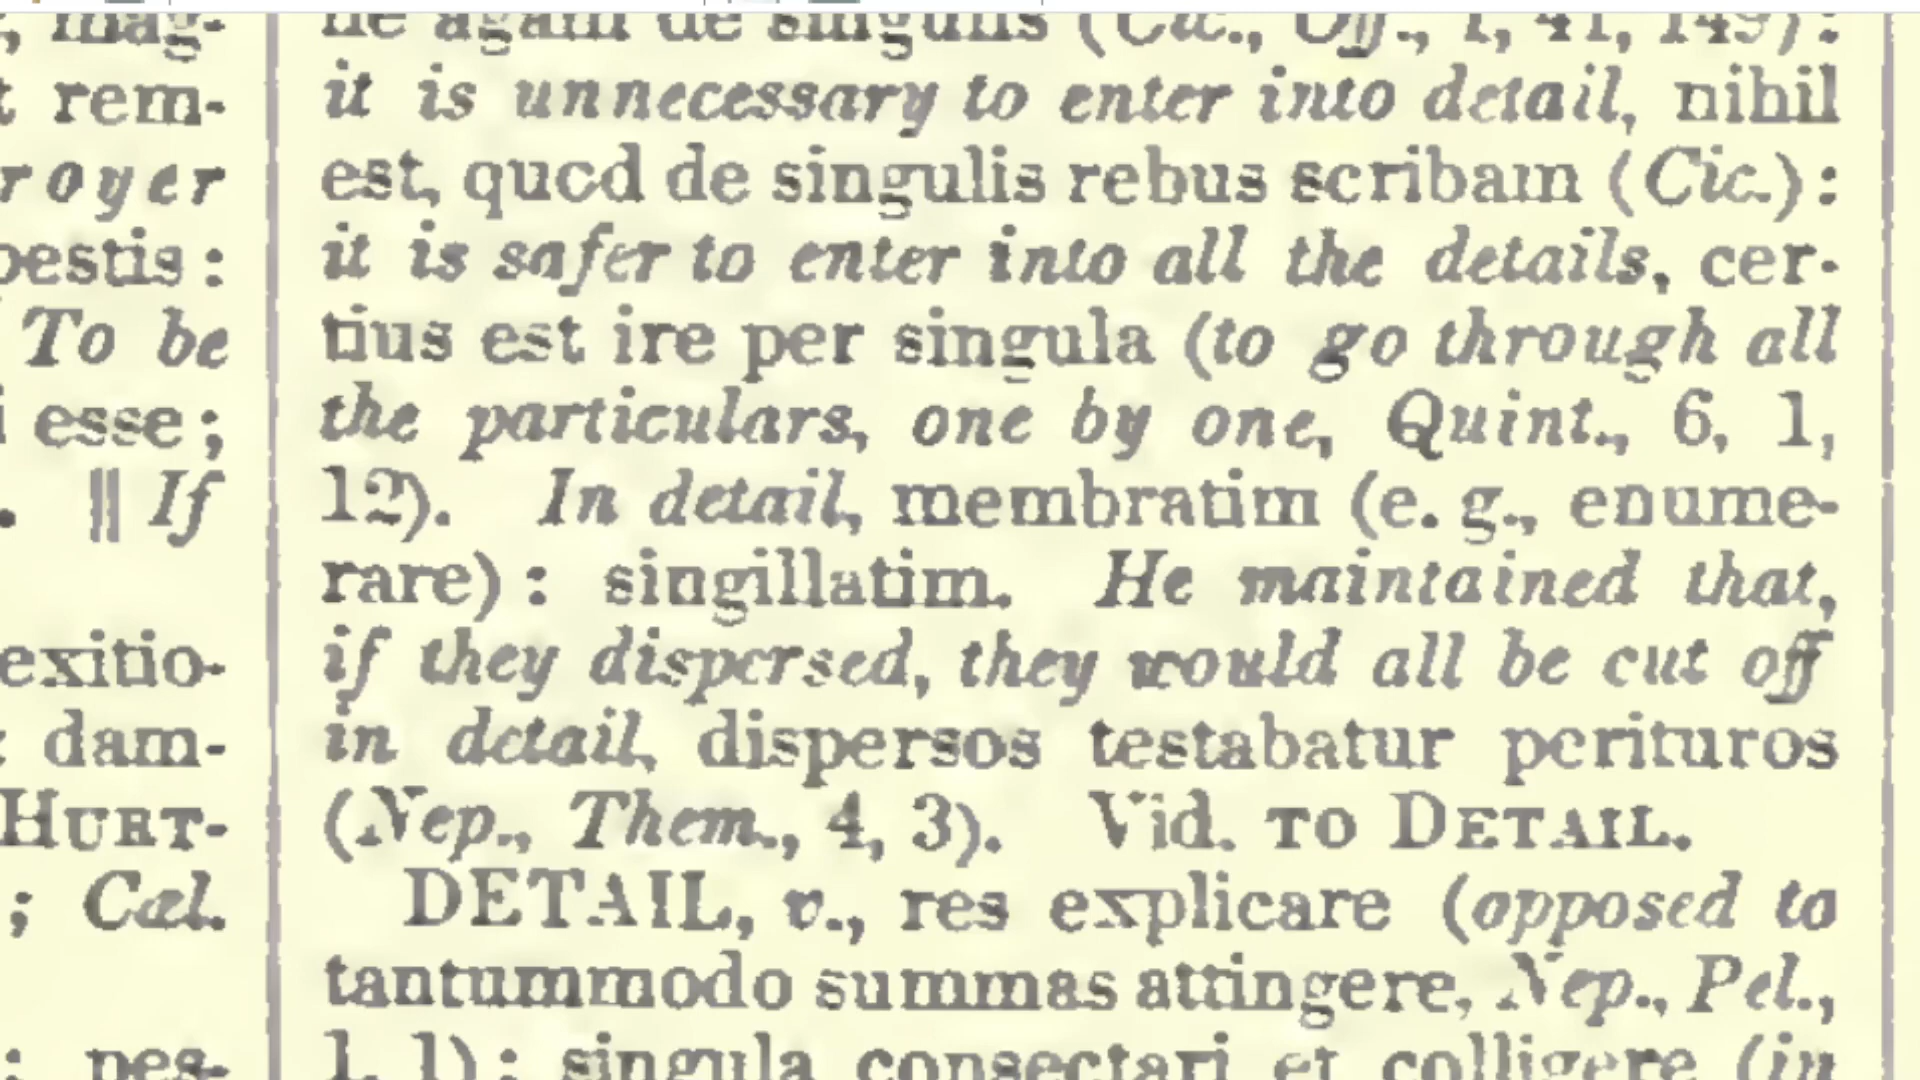 , mag-
t rem-
royer
pestis :
To be
i esse ;
. || If
exitio-
: dam-
HURT-
; Cal.
: pes-
ne agam de singulis (Cic., Off., 1, 41, 149) :
it is unnecessary to enter into detail, nihil
est, quod de singulis rebus scribam (Cic.) :
it is safer to enter into all the details, cer-
tius est ire per singula (to go through all
the particulars, one by one, Quint., 6, 1,
12). In detail, membratim (e. g., enume-
rare) : singillatim. He maintained that,
if they dispersed, they would all be cut off
in detail, dispersos testabatur perituros
(Nep., Them., 4, 3). Vid. TO DETAIL.
DETAIL, v., res explicare (opposed to
tantummodo summas attingere, Nep., Pel.,
1, 1) : singula consectari et colligere (in